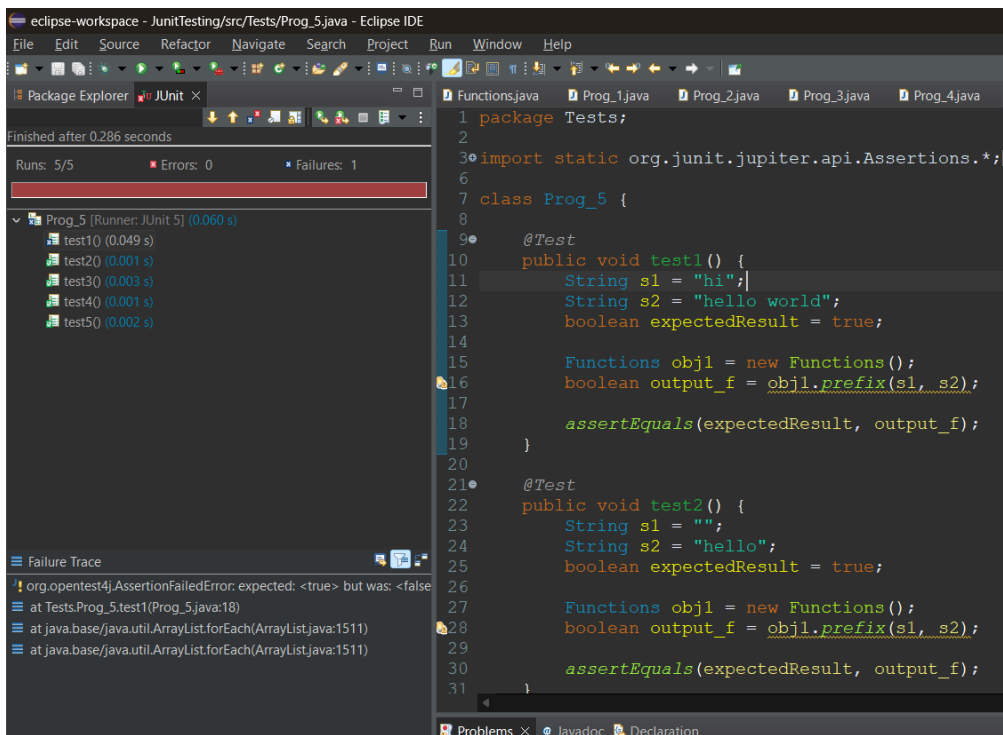 eclipse-workspace - JunitTesting/src/Tests/Prog_5.java - Eclipse IDE
File Edit Source Refactor Navigate Search Project Run Window Help
Package Explorer JUnit
Finished after 0.286 seconds
Runs: 5/5 Errors: 0 Failures: 1
Prog_5 [Runner: JUnit 5] (0.060 s)
test1() (0.049 s)
test2() (0.001 s)
test3() (0.003 s)
test4() (0.001 s)
test5() (0.002 s)
Failure Trace
org.opentest4j.AssertionFailedError: expected: <true> but was: <false
at Tests.Prog_5.test1(Prog_5.java:18)
at java.base/java.util.ArrayList.forEach(ArrayList.java:1511)
at java.base/java.util.ArrayList.forEach(ArrayList.java:1511)
Functions.java Prog_1.java Prog_2.java Prog_3.java Prog_4.java
1 package Tests;
2
3 import static org.junit.jupiter.api.Assertions.*;
6
7 class Prog_5 {
8
9 @Test
10 public void test1() {
11 String s1 = "hi";
12 String s2 = "hello world";
13 boolean expectedResult = true;
14
15 Functions obj1 = new Functions();
16 boolean output_f = obj1.prefix(s1, s2);
17
18 assertEquals(expectedResult, output_f);
19 }
20
21 @Test
22 public void test2() {
23 String s1 = "";
24 String s2 = "hello";
25 boolean expectedResult = true;
26
27 Functions obj1 = new Functions();
28 boolean output_f = obj1.prefix(s1, s2);
29
30 assertEquals(expectedResult, output_f);
31 }
Problems Javadoc Declaration